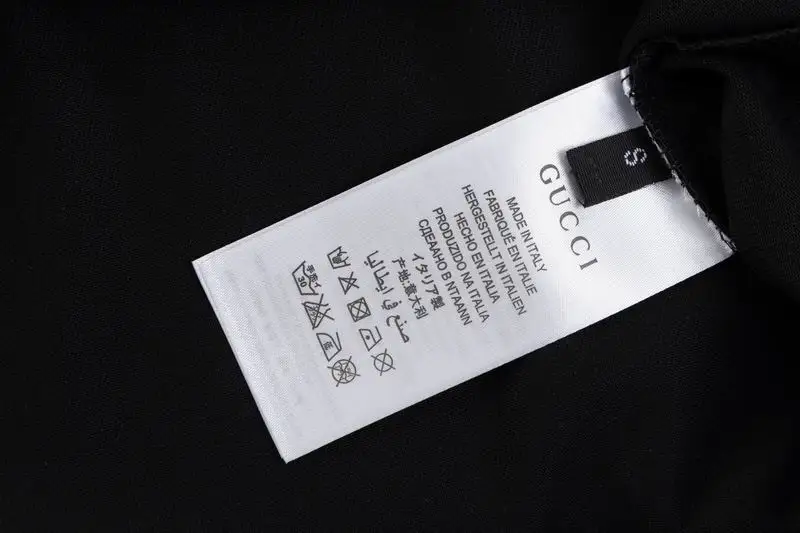 S
GUCCI
MADE IN ITALY
FABRIQUÉ EN ITALIE
HERGESTELLT IN ITALIEN
HECHO EN ITALIA
PRODUZIDO NA ITALIA
СДЕЛАНО В ИТАЛИИ
イタリア製
产地:意大利
صنع في إيطاليا
30